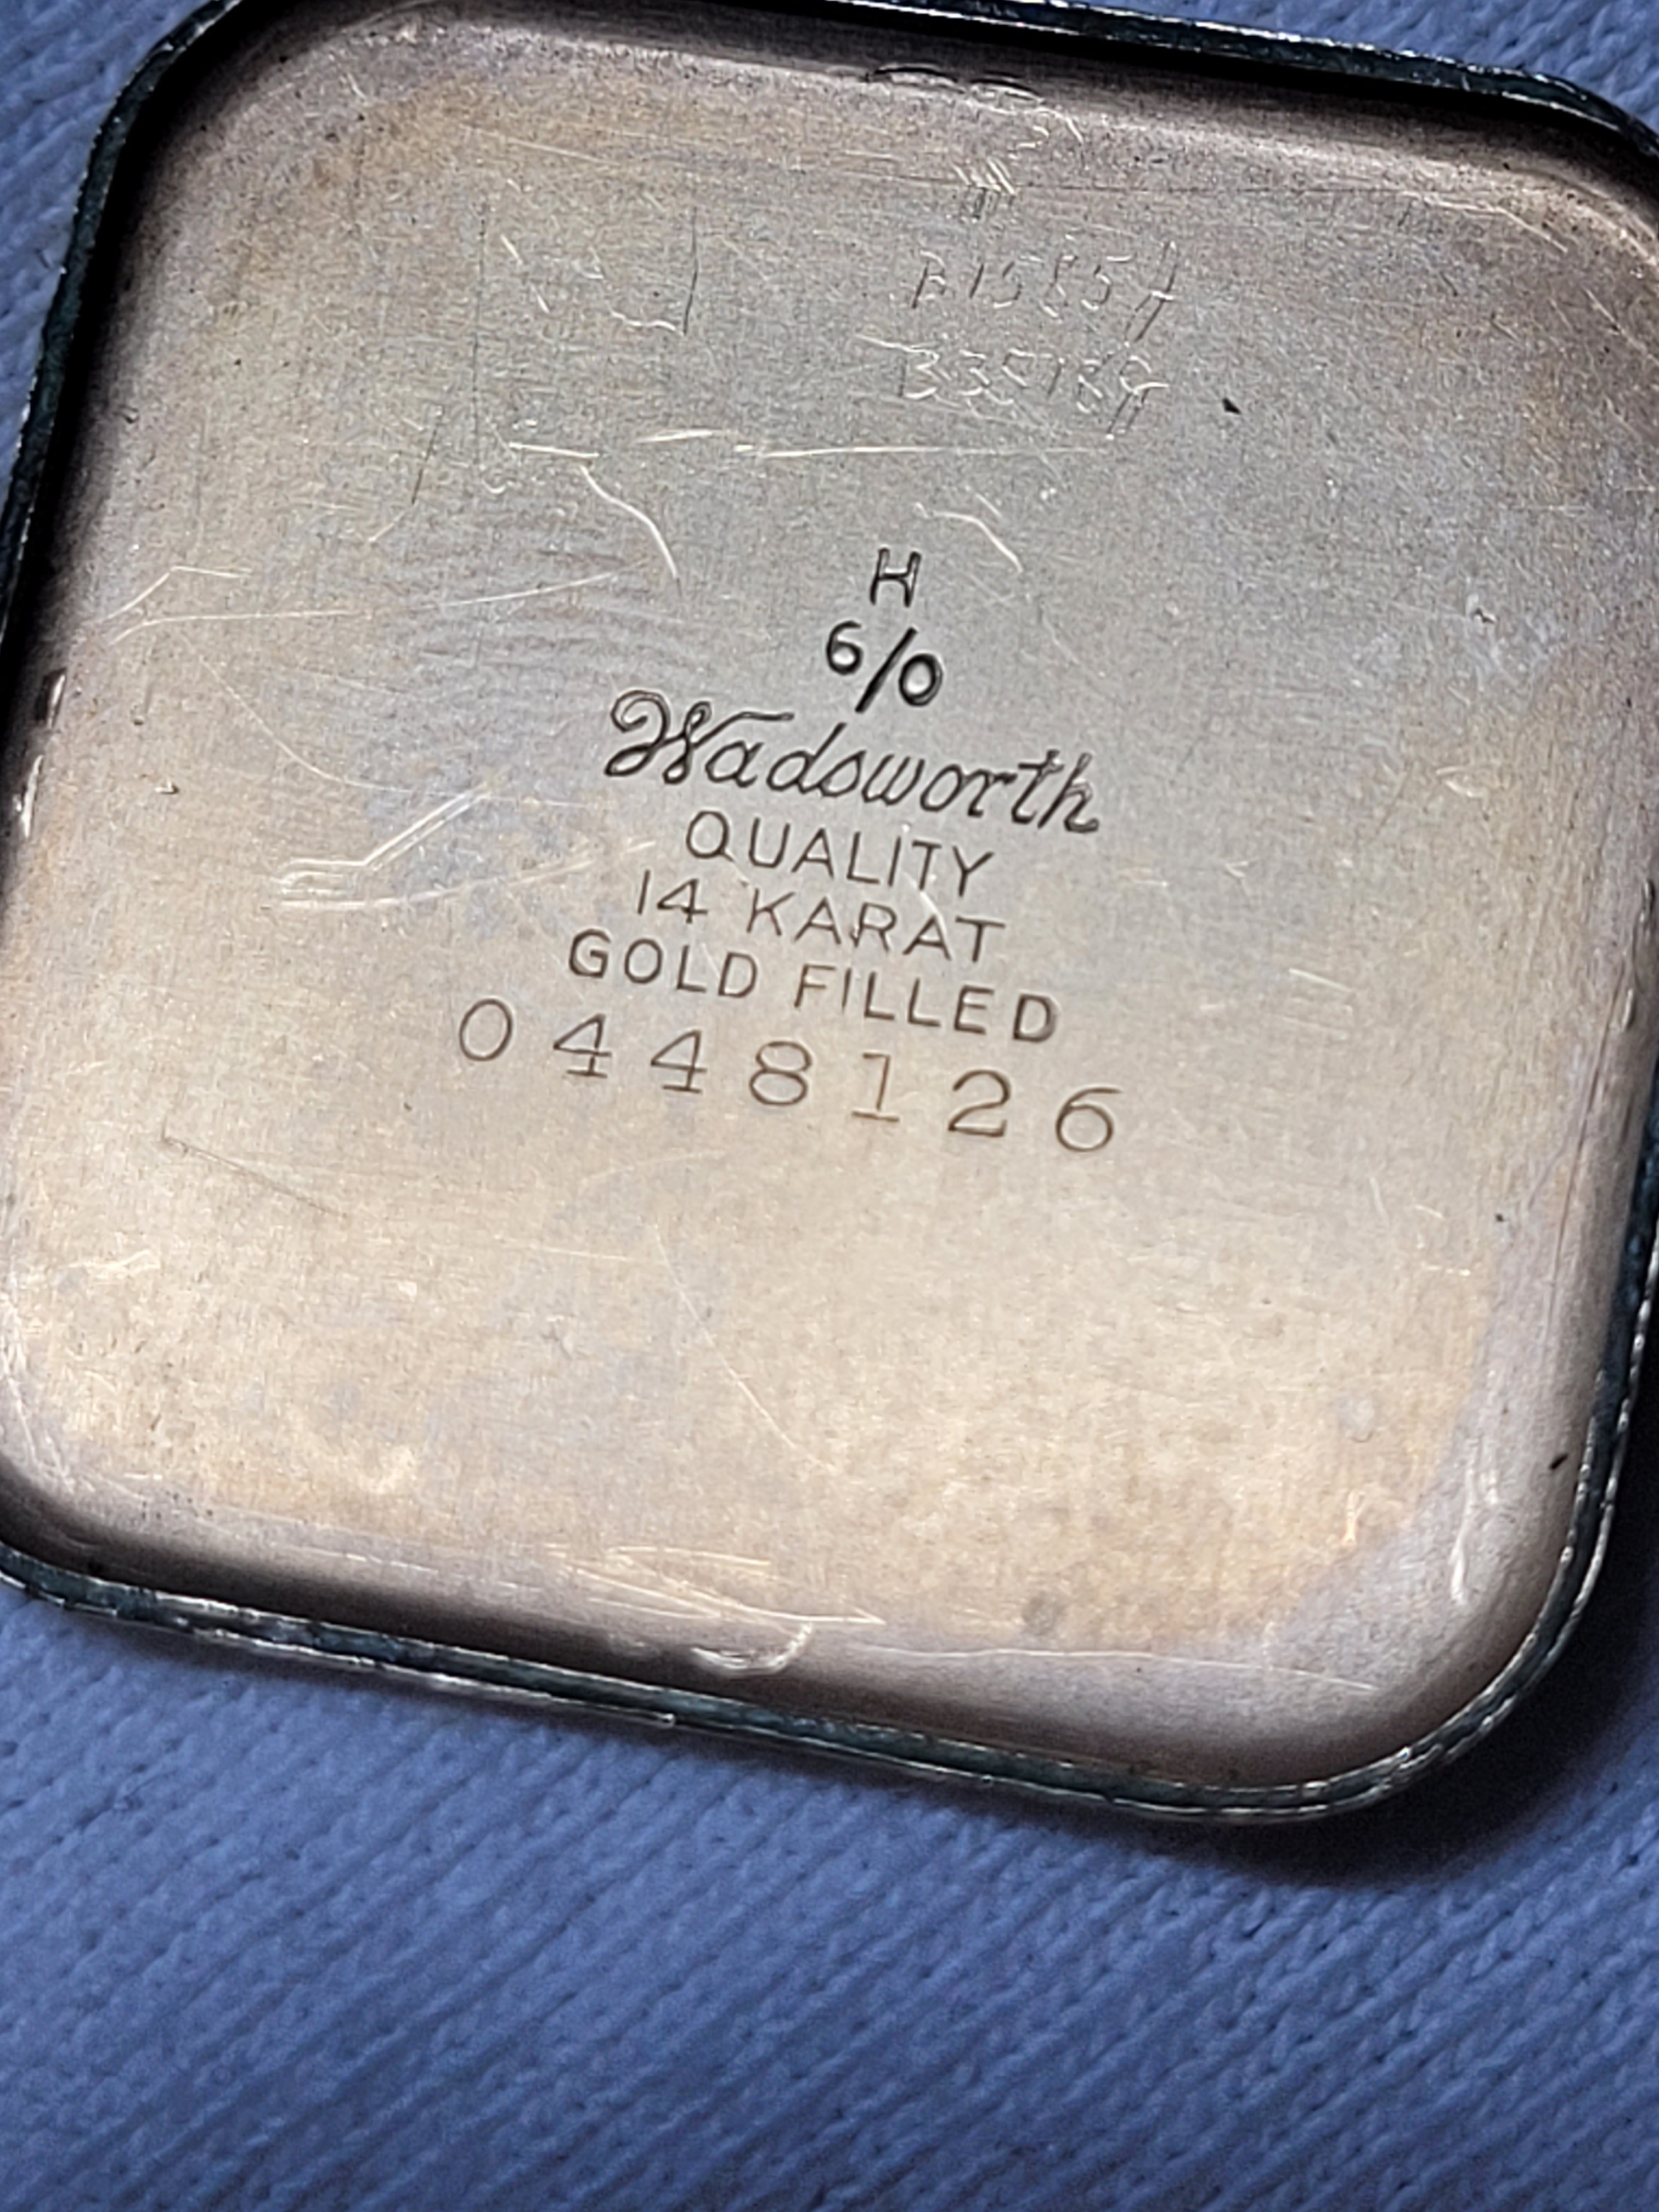 H
6/0
Wadsworth
QUALITY
14 KARAT
GOLD FILLED
0448126